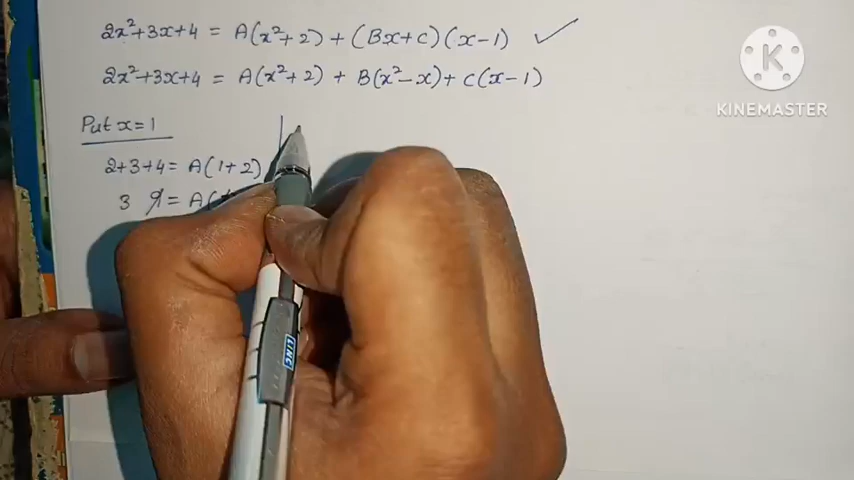 2x²+3x+4 = A(x²+2) + (Bx+C)(x-1) ✓
2x²+3x+4 = A(x²+2) + B(x²-x) + C(x-1)
Put x=1
2+3+4 = A(1+2)
3 9 = A(
K
KINEMASTER
LINC